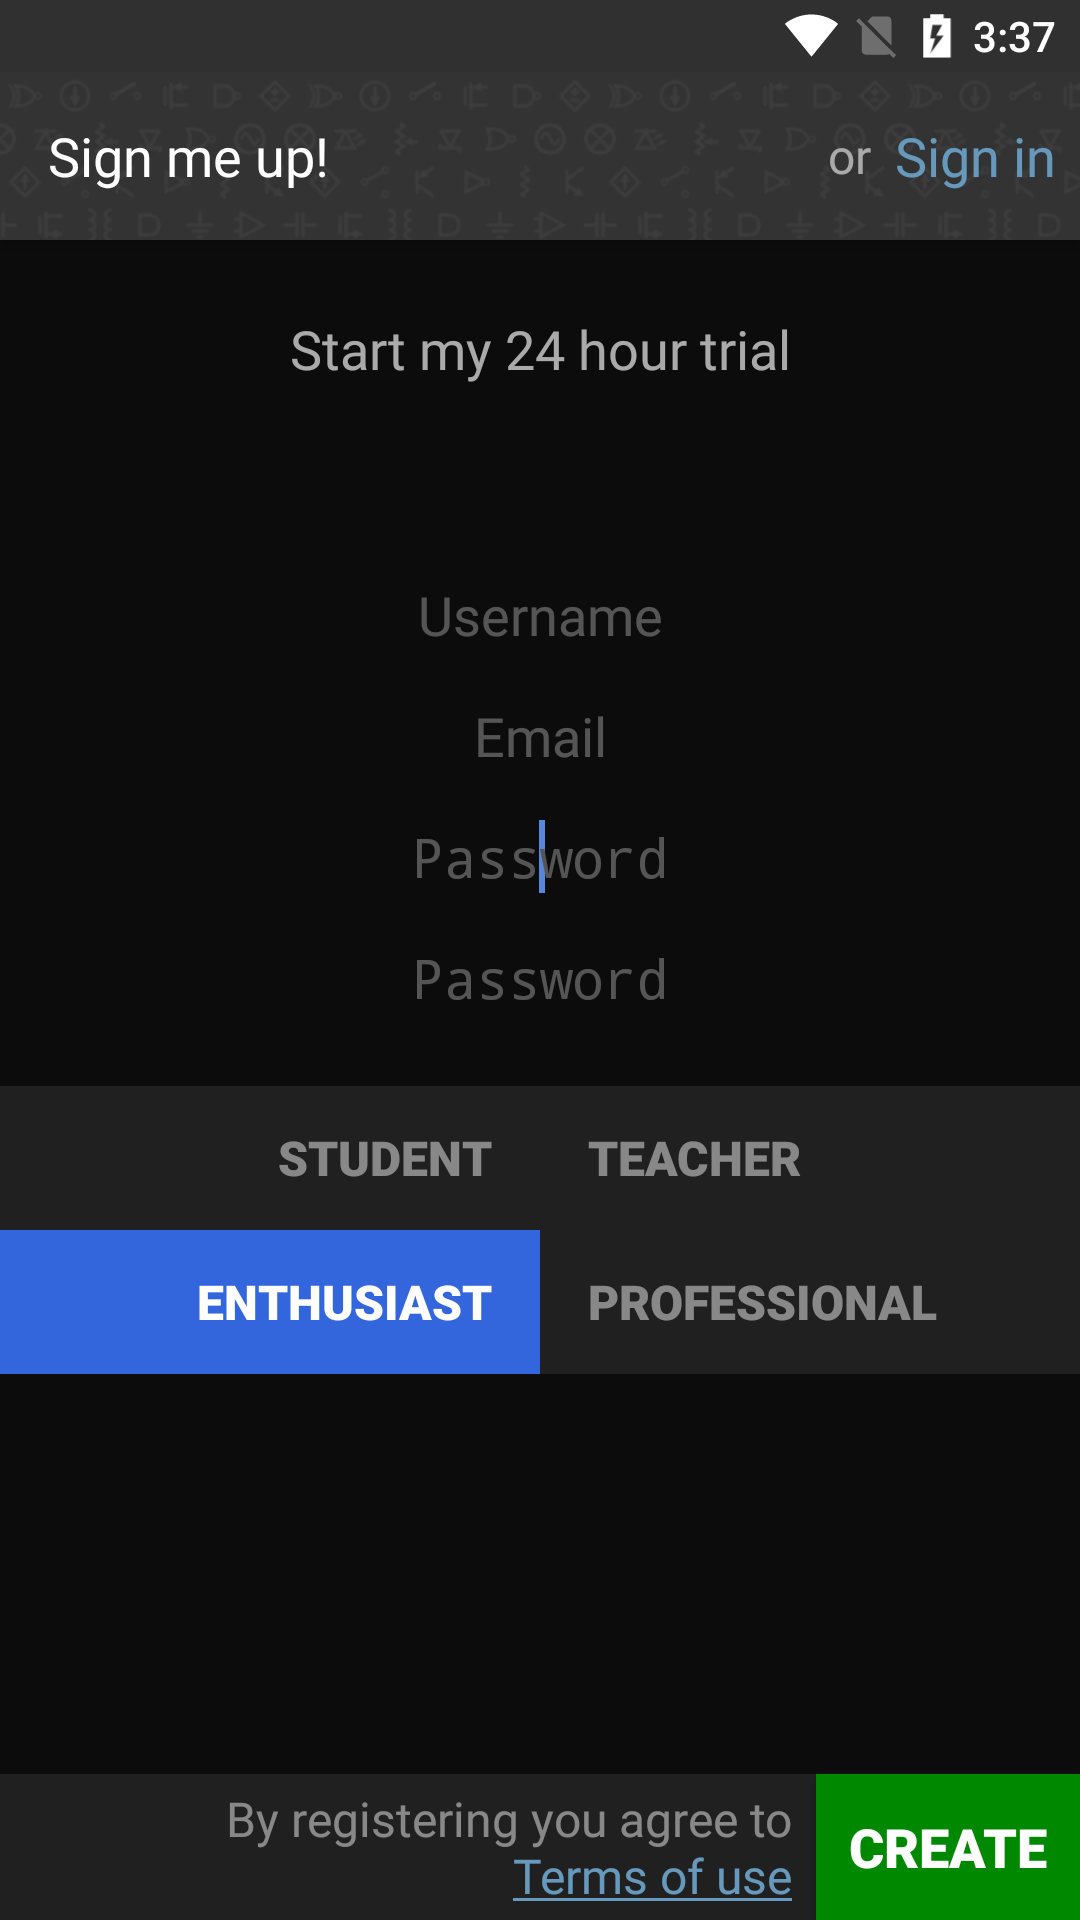 3:37
Sign me up! or Sign in
Start my 24 hour trial
Username
Email
Password
Password
STUDENT TEACHER
ENTHUSIAST PROFESSIONAL
By registering you agree to
Terms of use
CREATE